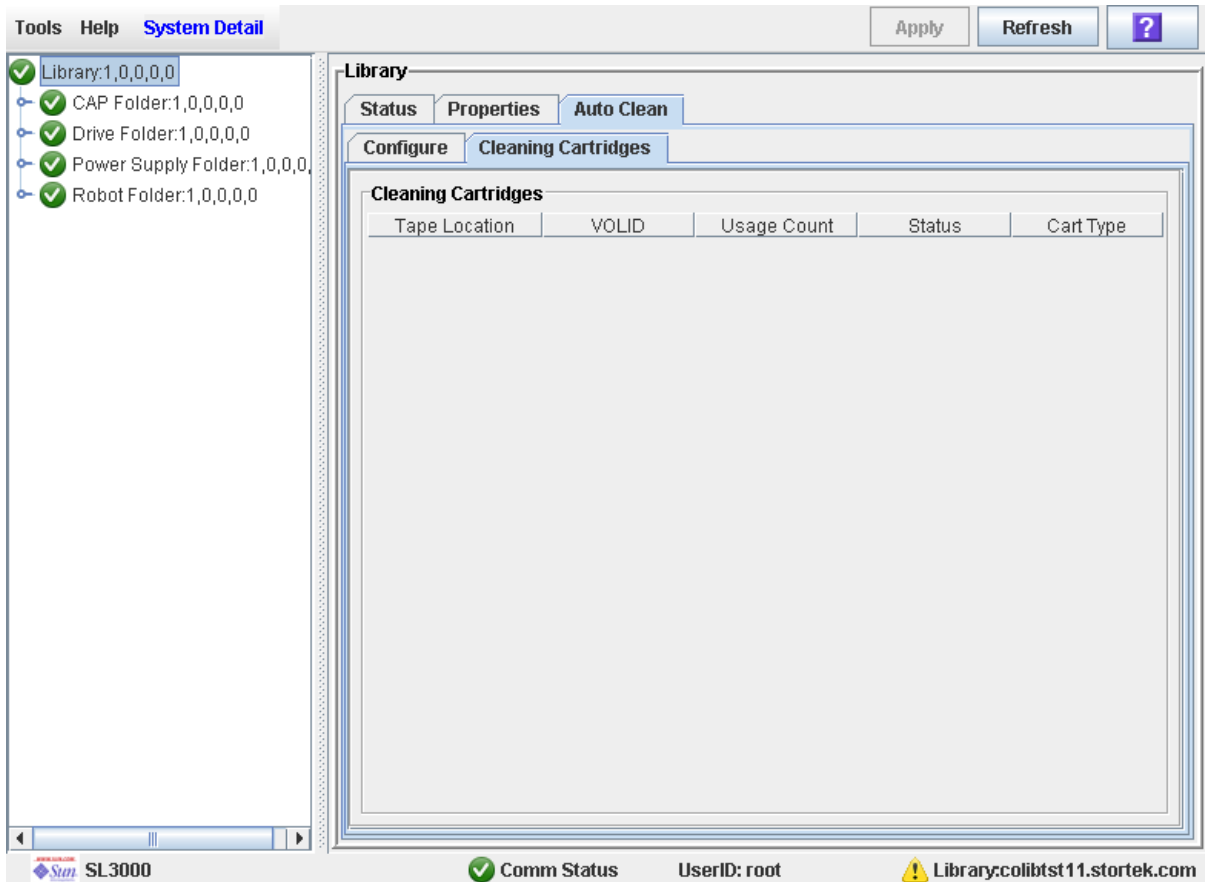 Tools Help System Detail
Apply Refresh ?
Library:1,0,0,0,0
CAP Folder:1,0,0,0,0
Drive Folder:1,0,0,0,0
Power Supply Folder:1,0,0,0,
Robot Folder:1,0,0,0,0
Library
Status Properties Auto Clean
Configure Cleaning Cartridges
Cleaning Cartridges
Tape Location VOLID Usage Count Status Cart Type
Sun SL3000 Comm Status UserID: root Library:colibtst11.stortek.com